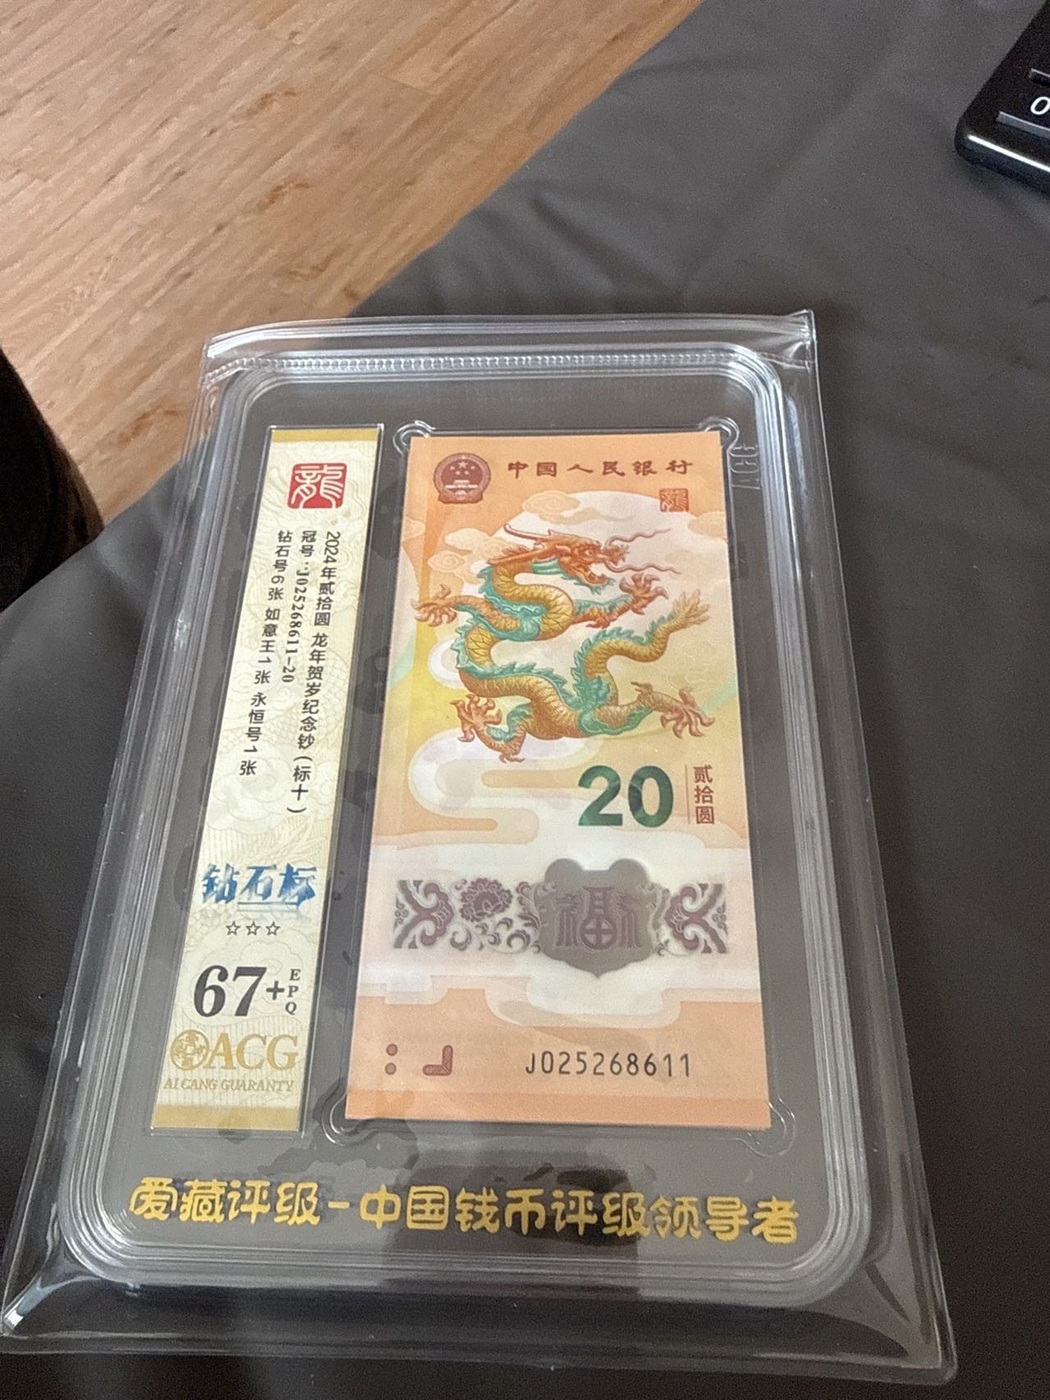 0
龍
2024年贰拾圆 龙年贺岁纪念钞(标十)
冠号:J025268611-20
钻石号6张 如意王1张 永恒号1张
钻石标
☆☆☆
67+EPQ
ACG
AI CANG GUARANTY
中国人民银行
龍
20
贰拾圆
福
J025268611
爱藏评级-中国钱币评级领导者